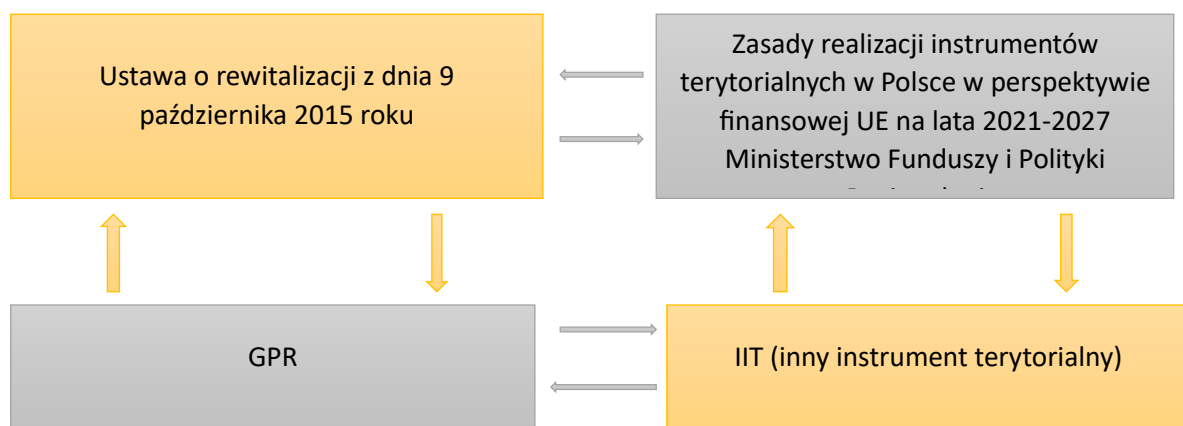 Ustawa o rewitalizacji z dnia 9
października 2015 roku
Zasady realizacji instrumentów
terytorialnych w Polsce w perspektywie
finansowej UE na lata 2021-2027
Ministerstwo Funduszy i Polityki
GPR
IIT (inny instrument terytorialny)